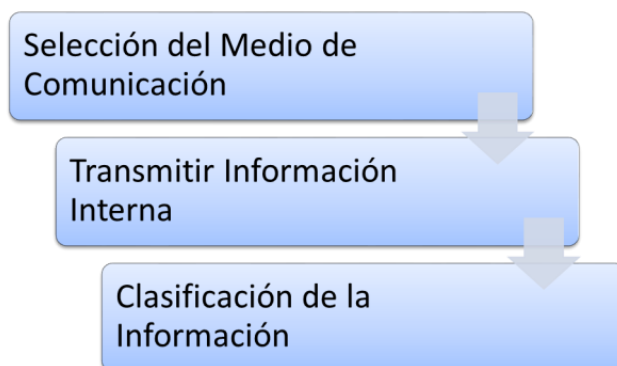 Selección del Medio de
Comunicación
Transmitir Información
Interna
Clasificación de la
Información